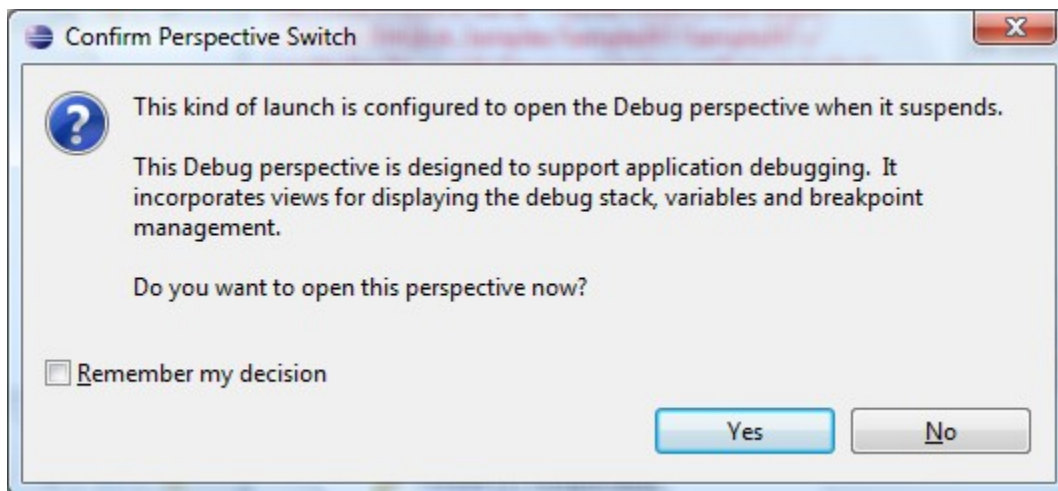 Confirm Perspective Switch
This kind of launch is configured to open the Debug perspective when it suspends.
This Debug perspective is designed to support application debugging.  It
incorporates views for displaying the debug stack, variables and breakpoint
management.
Do you want to open this perspective now?
Remember my decision
Yes
No